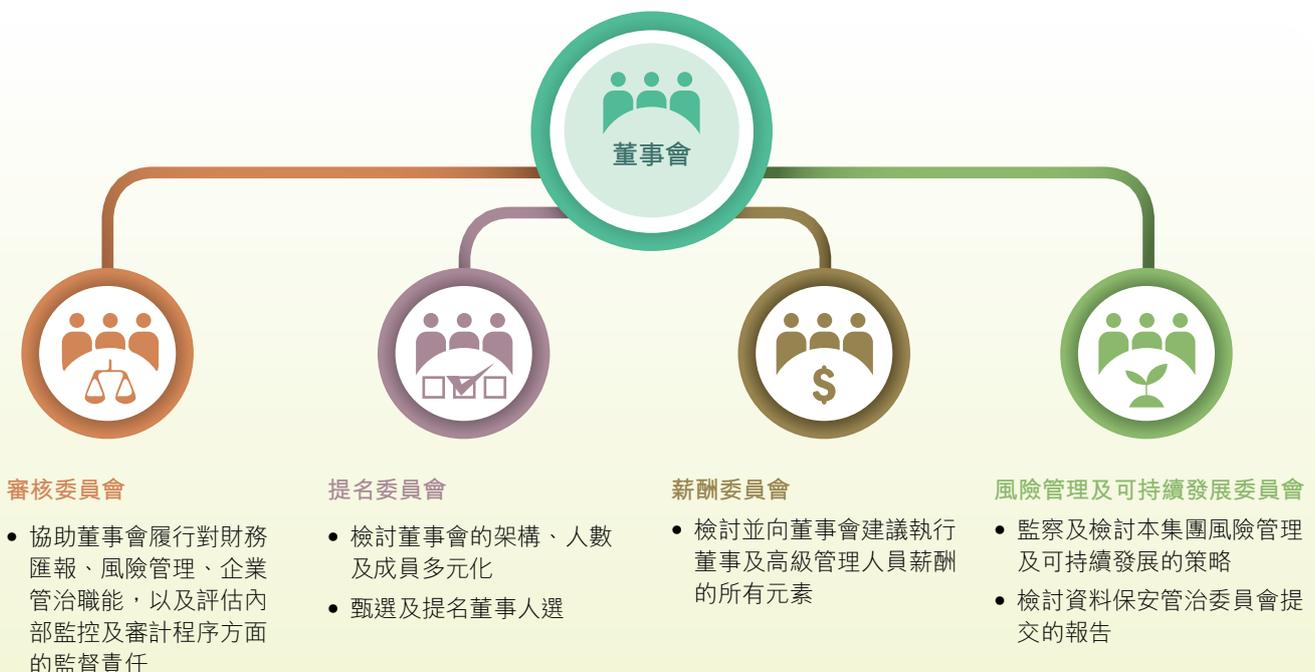 董事會
審核委員會
• 協助董事會履行對財務
匯報、風險管理、企業
管治職能，以及評估內
部監控及審計程序方面
的監督責任
提名委員會
• 檢討董事會的架構、人數
及成員多元化
• 甄選及提名董事人選
薪酬委員會
• 檢討並向董事會建議執行
董事及高級管理人員薪酬
的所有元素
風險管理及可持續發展委員會
• 監察及檢討本集團風險管理
及可持續發展的策略
• 檢討資料保安管治委員會提
交的報告